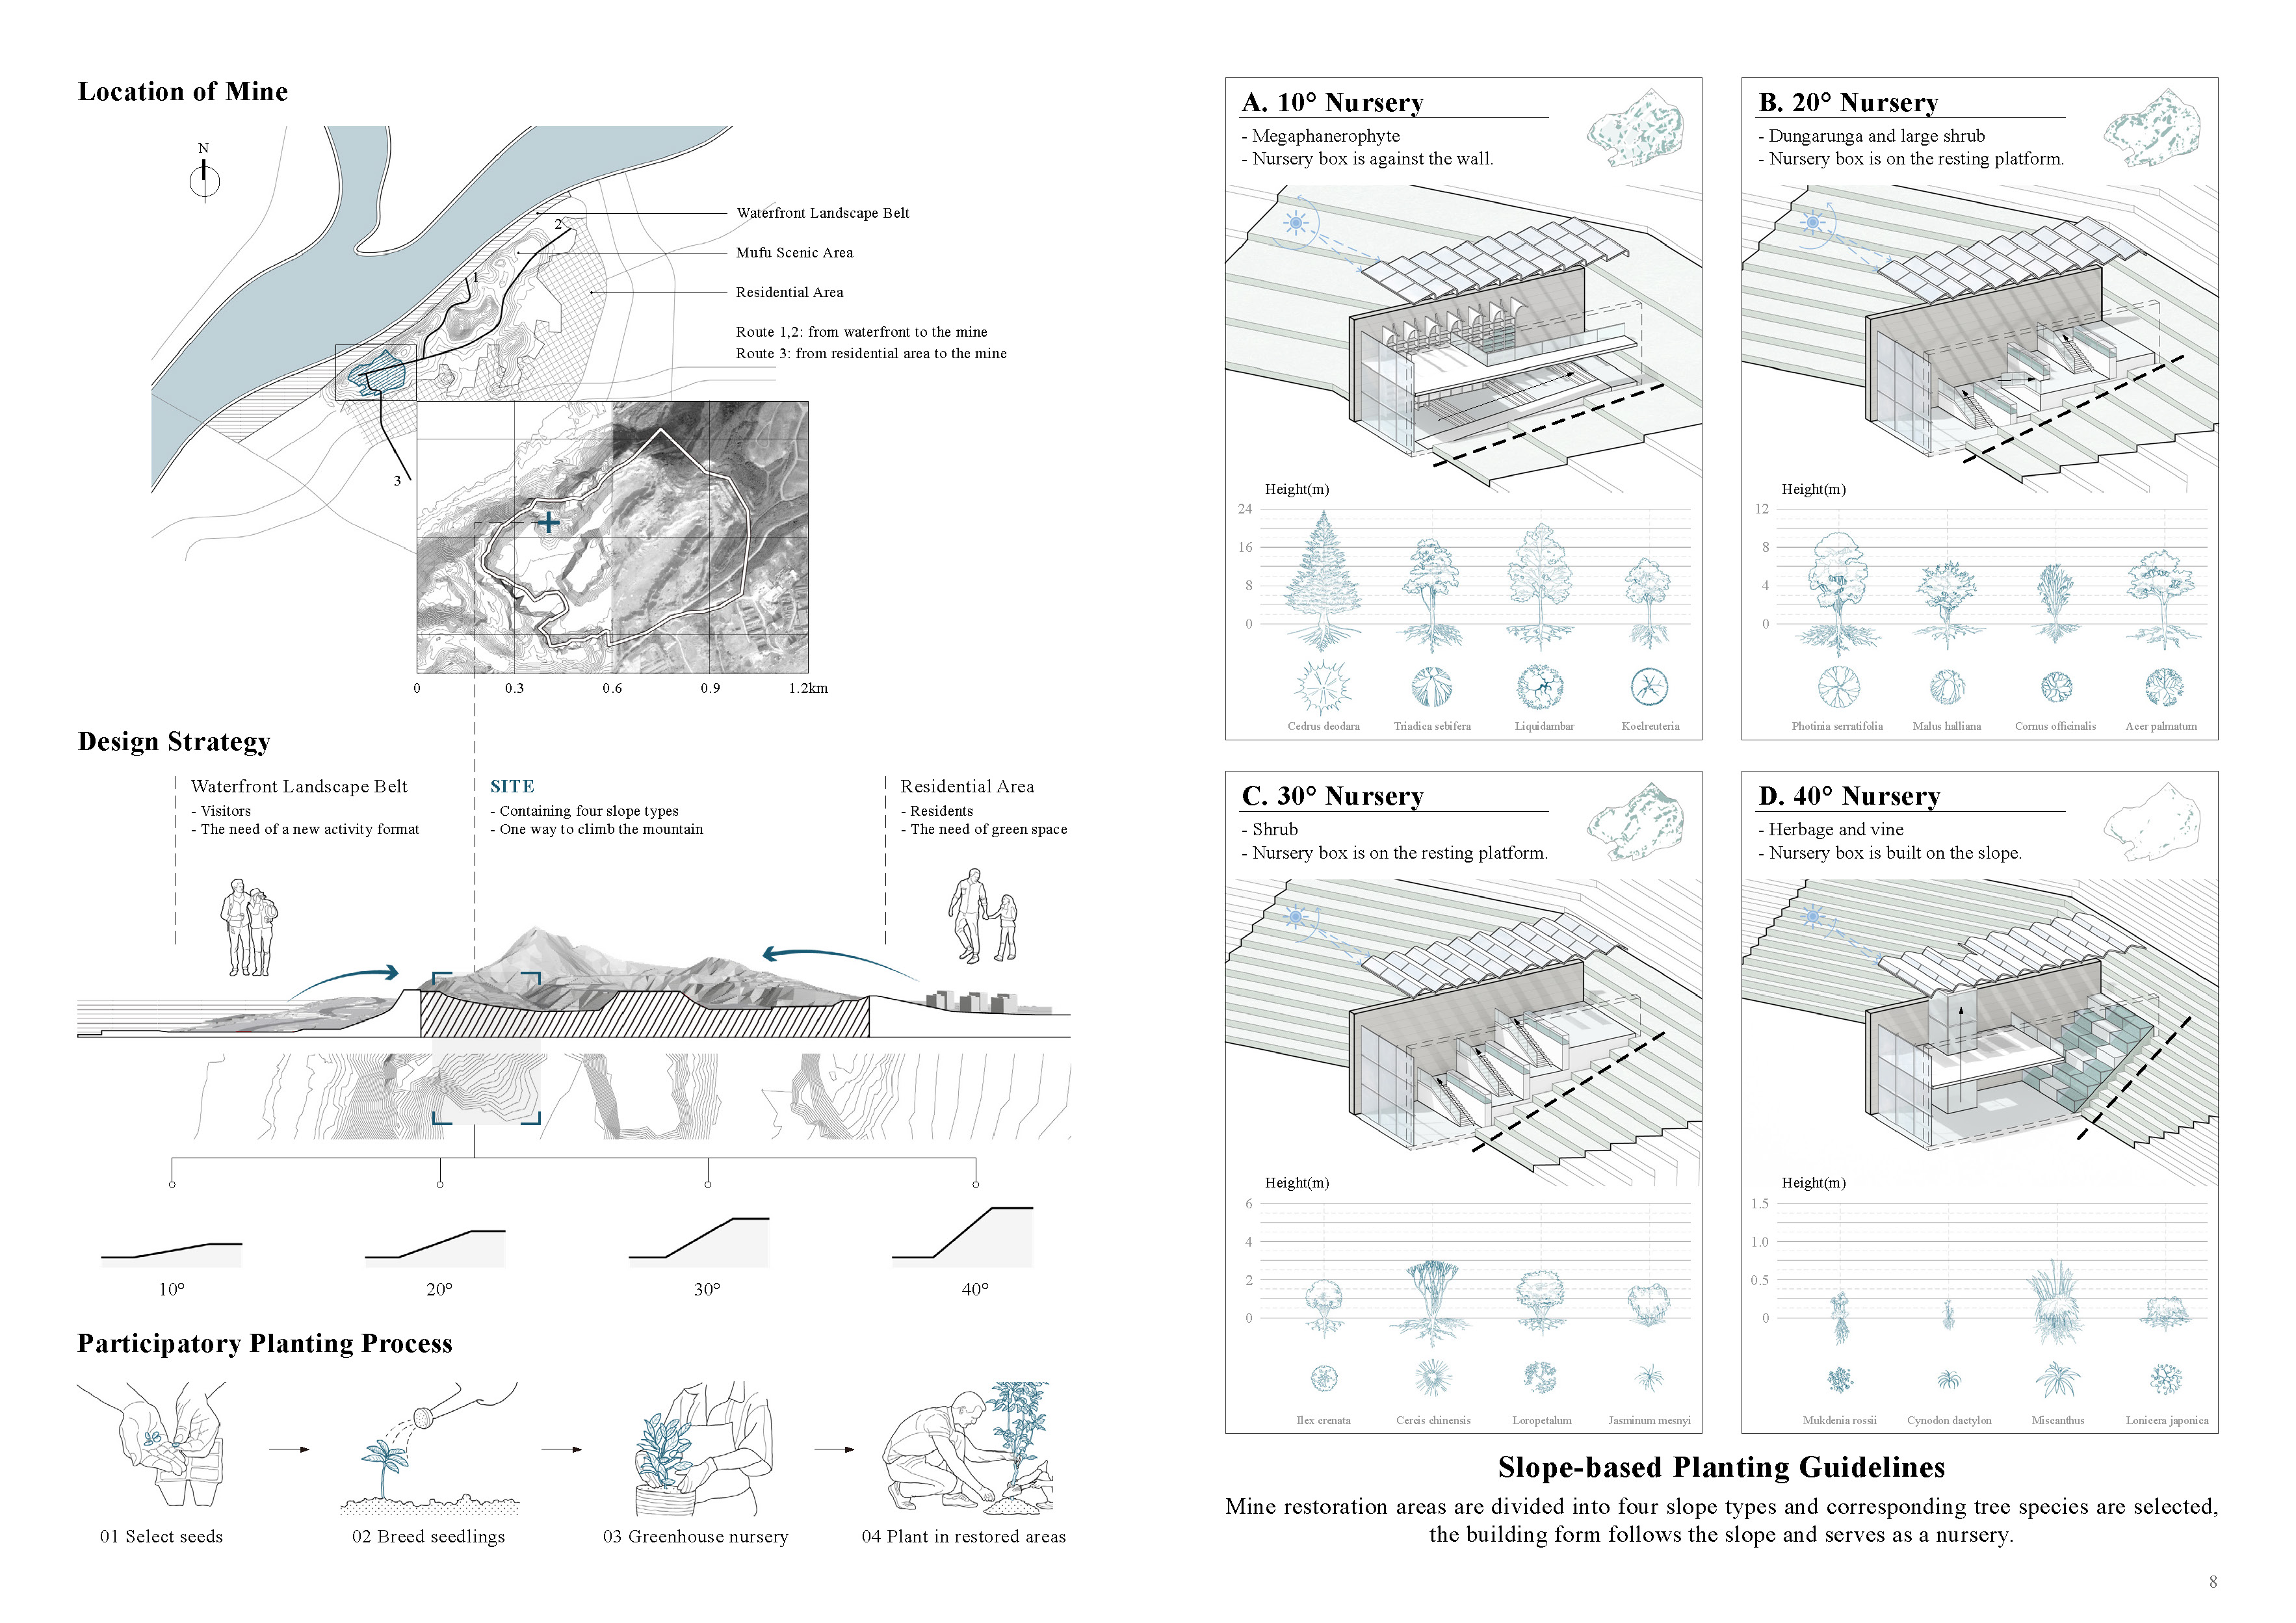 Location of Mine
N
Waterfront Landscape Belt
2
Mufu Scenic Area
1
Residential Area
Route 1,2: from waterfront to the mine
Route 3: from residential area to the mine
3
0
0.3
0.6
0.9
1.2km
Design Strategy
Waterfront Landscape Belt
- Visitors
- The need of a new activity format
SITE
- Containing four slope types
- One way to climb the mountain
Residential Area
- Residents
- The need of green space
10°
20°
30°
40°
Participatory Planting Process
01 Select seeds
02 Breed seedlings
03 Greenhouse nursery
04 Plant in restored areas
A. 10° Nursery
- Megaphanerophyte
- Nursery box is against the wall.
Height(m)
24
16
8
0
Cedrus deodara
Triadica sebifera
Liquidambar
Koelreuteria
B. 20° Nursery
- Dungarunga and large shrub
- Nursery box is on the resting platform.
Height(m)
12
8
4
0
Photinia serratifolia
Malus halliana
Cornus officinalis
Acer palmatum
C. 30° Nursery
- Shrub
- Nursery box is on the resting platform.
Height(m)
6
4
2
0
Ilex crenata
Cercis chinensis
Loropetalum
Jasminum mesnyi
D. 40° Nursery
- Herbage and vine
- Nursery box is built on the slope.
Height(m)
1.5
1.0
0.5
0
Mukdenia rossii
Cynodon dactylon
Miscanthus
Lonicera japonica
Slope-based Planting Guidelines
Mine restoration areas are divided into four slope types and corresponding tree species are selected,
the building form follows the slope and serves as a nursery.
8